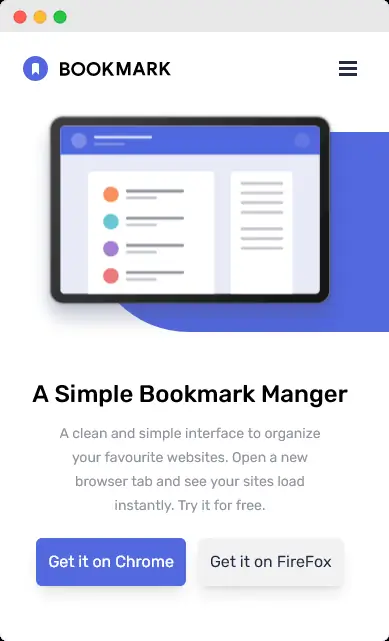 BOOKMARK
A Simple Bookmark Manger
A clean and simple interface to organize
your favourite websites. Open a new
browser tab and see your sites load
instantly. Try it for free.
Get it on Chrome
Get it on FireFox